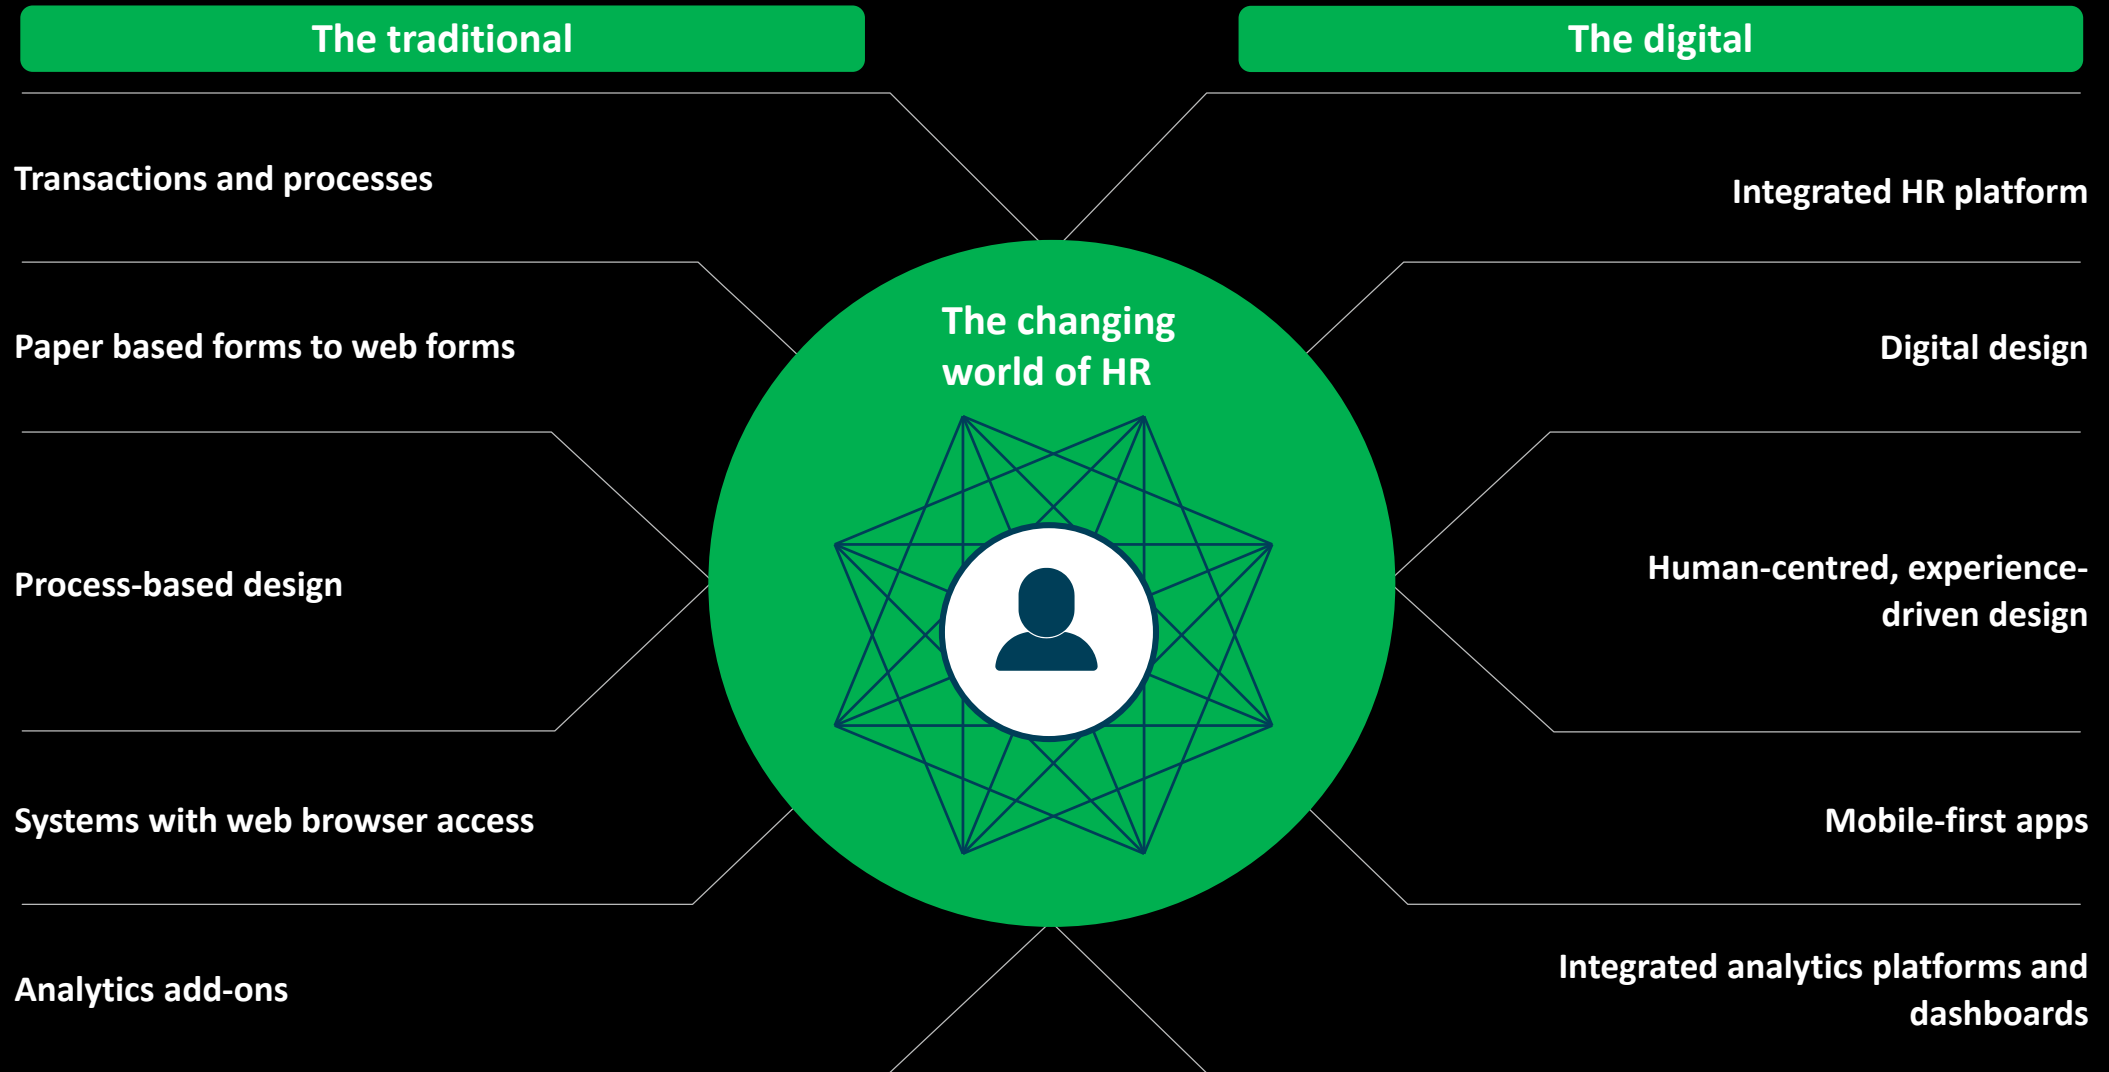 The traditional
The digital
Transactions and processes
Integrated HR platform
The changing
world of HR
Paper based forms to web forms
Digital design
Process-based design
Human-centred, experience-
driven design
Systems with web browser access
Mobile-first apps
Analytics add-ons
Integrated analytics platforms and
dashboards